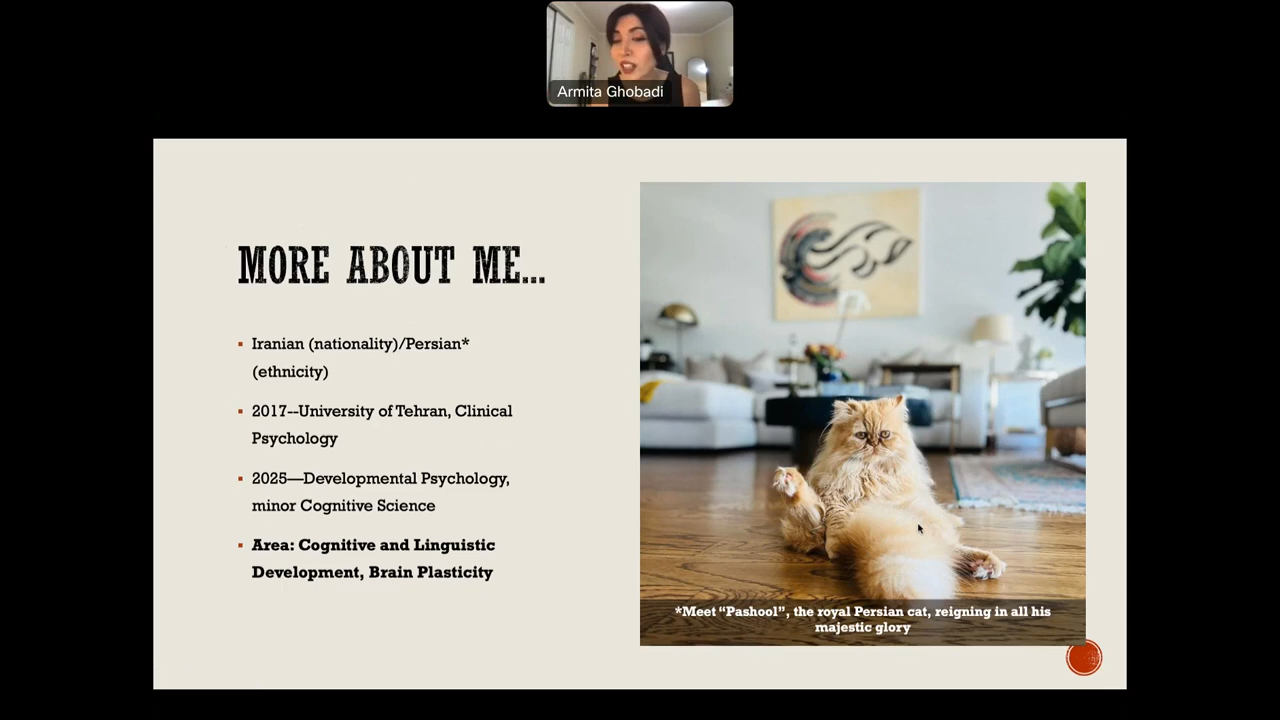 Armita Ghobadi
MORE ABOUT ME...
▪ Iranian (nationality)/Persian*
(ethnicity)
▪ 2017--University of Tehran, Clinical
Psychology
▪ 2025—Developmental Psychology,
minor Cognitive Science
▪ Area: Cognitive and Linguistic
Development, Brain Plasticity
*Meet “Pashool”, the royal Persian cat, reigning in all his
majestic glory